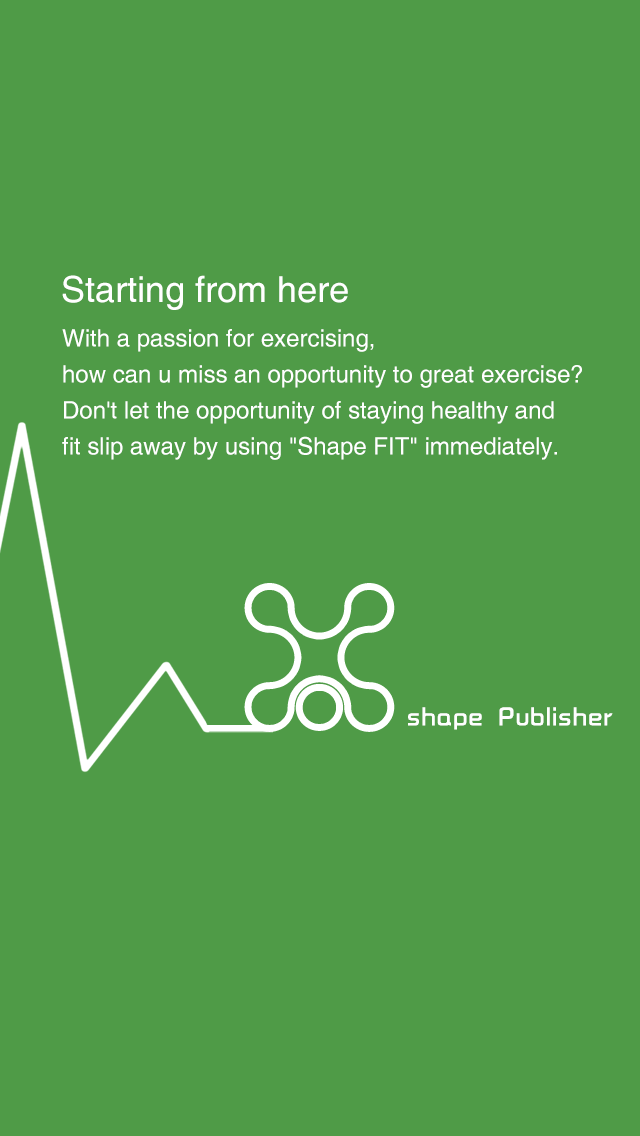 Starting from here
With a passion for exercising,
how can u miss an opportunity to great exercise?
Don't let the opportunity of staying healthy and
fit slip away by using "Shape FIT" immediately.
shape Publisher